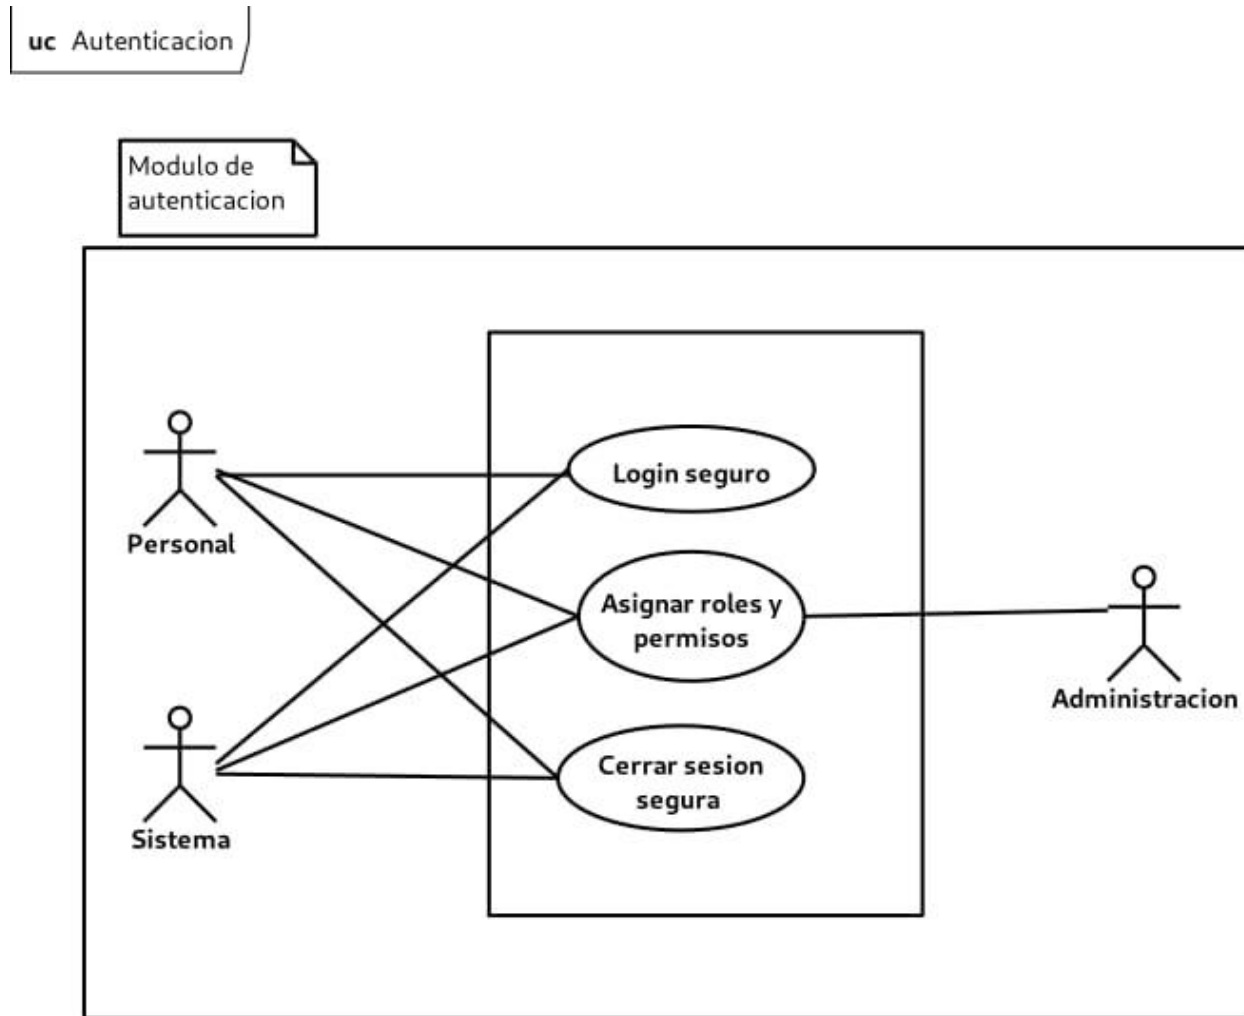 uc Autenticacion
Modulo de
autenticacion
Login seguro
Personal
Asignar roles y
permisos
Administracion
Cerrar sesion
segura
Sistema